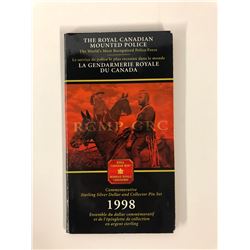 THE ROYAL CANADIAN
MOUNTED POLICE
The World's Most Recognized Police Force
Le service de police le plus reconnu dans le monde
LA GENDARMERIE ROYALE
DU CANADA
RCMP GRC
Commemorative
Sterling Silver Dollar and Collector Pin Set
1998
Ensemble du dollar commémoratif
et de l'épinglette de collection
en argent sterling